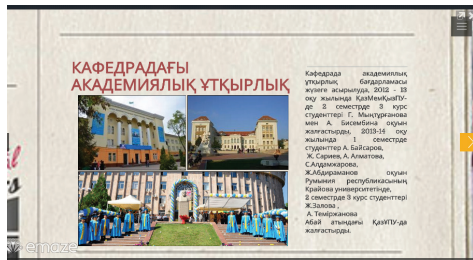 КАФЕДРАДАҒЫ
АКАДЕМИЯЛЫҚ ҰТҚЫРЛЫҚ
Кафедрада академиялық
ұтқырлық бағдарламасы
жүзеге асырылуда, 2012 - 13
оқу жылында ҚазМемҚызПУ-
де 2 семестрде 3 курс
студенттері Г. Мыңтұрғанова
мен А. Бисембина оқуын
жалғастырды, 2013-14 оқу
жылында 1 семестрде
студенттер А. Байсаров,
Ж. Сариев, А. Алматова,
С.Алдамжарова,
Ж.Абдираманов оқуын
Румыния республикасының
Крайова университетінде,
2 семестрде 3 курс студенттері
Ж.Залова ,
А. Теміржанова
Абай атындағы ҚазҰПУ-да
жалғастырды.
emaze